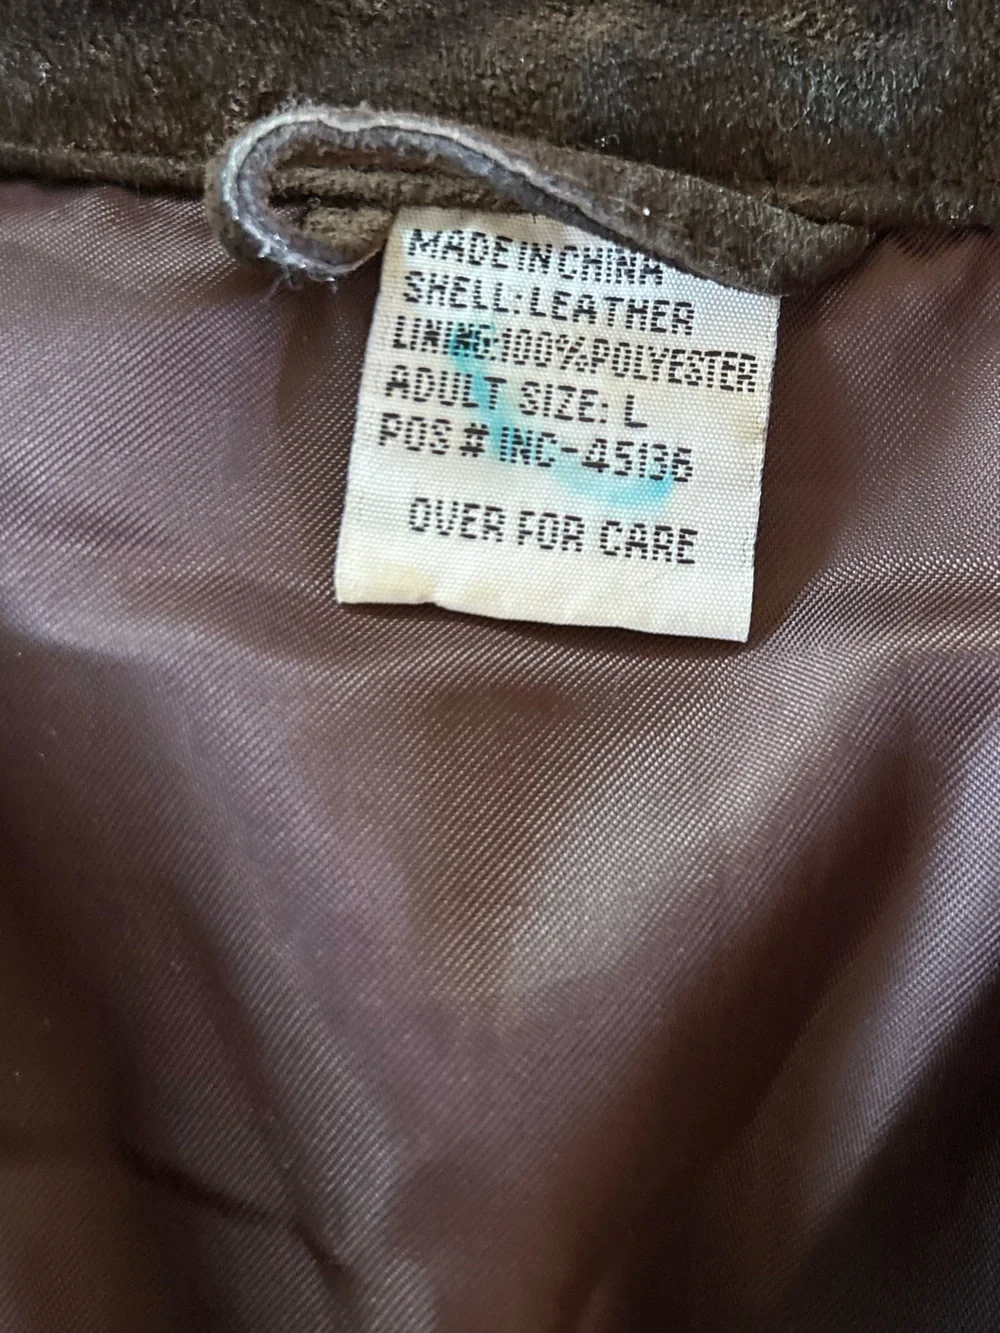 MADE IN CHINA
SHELL: LEATHER
LINING:100%POLYESTER
ADULT SIZE: L
POS # INC-45136
OVER FOR CARE